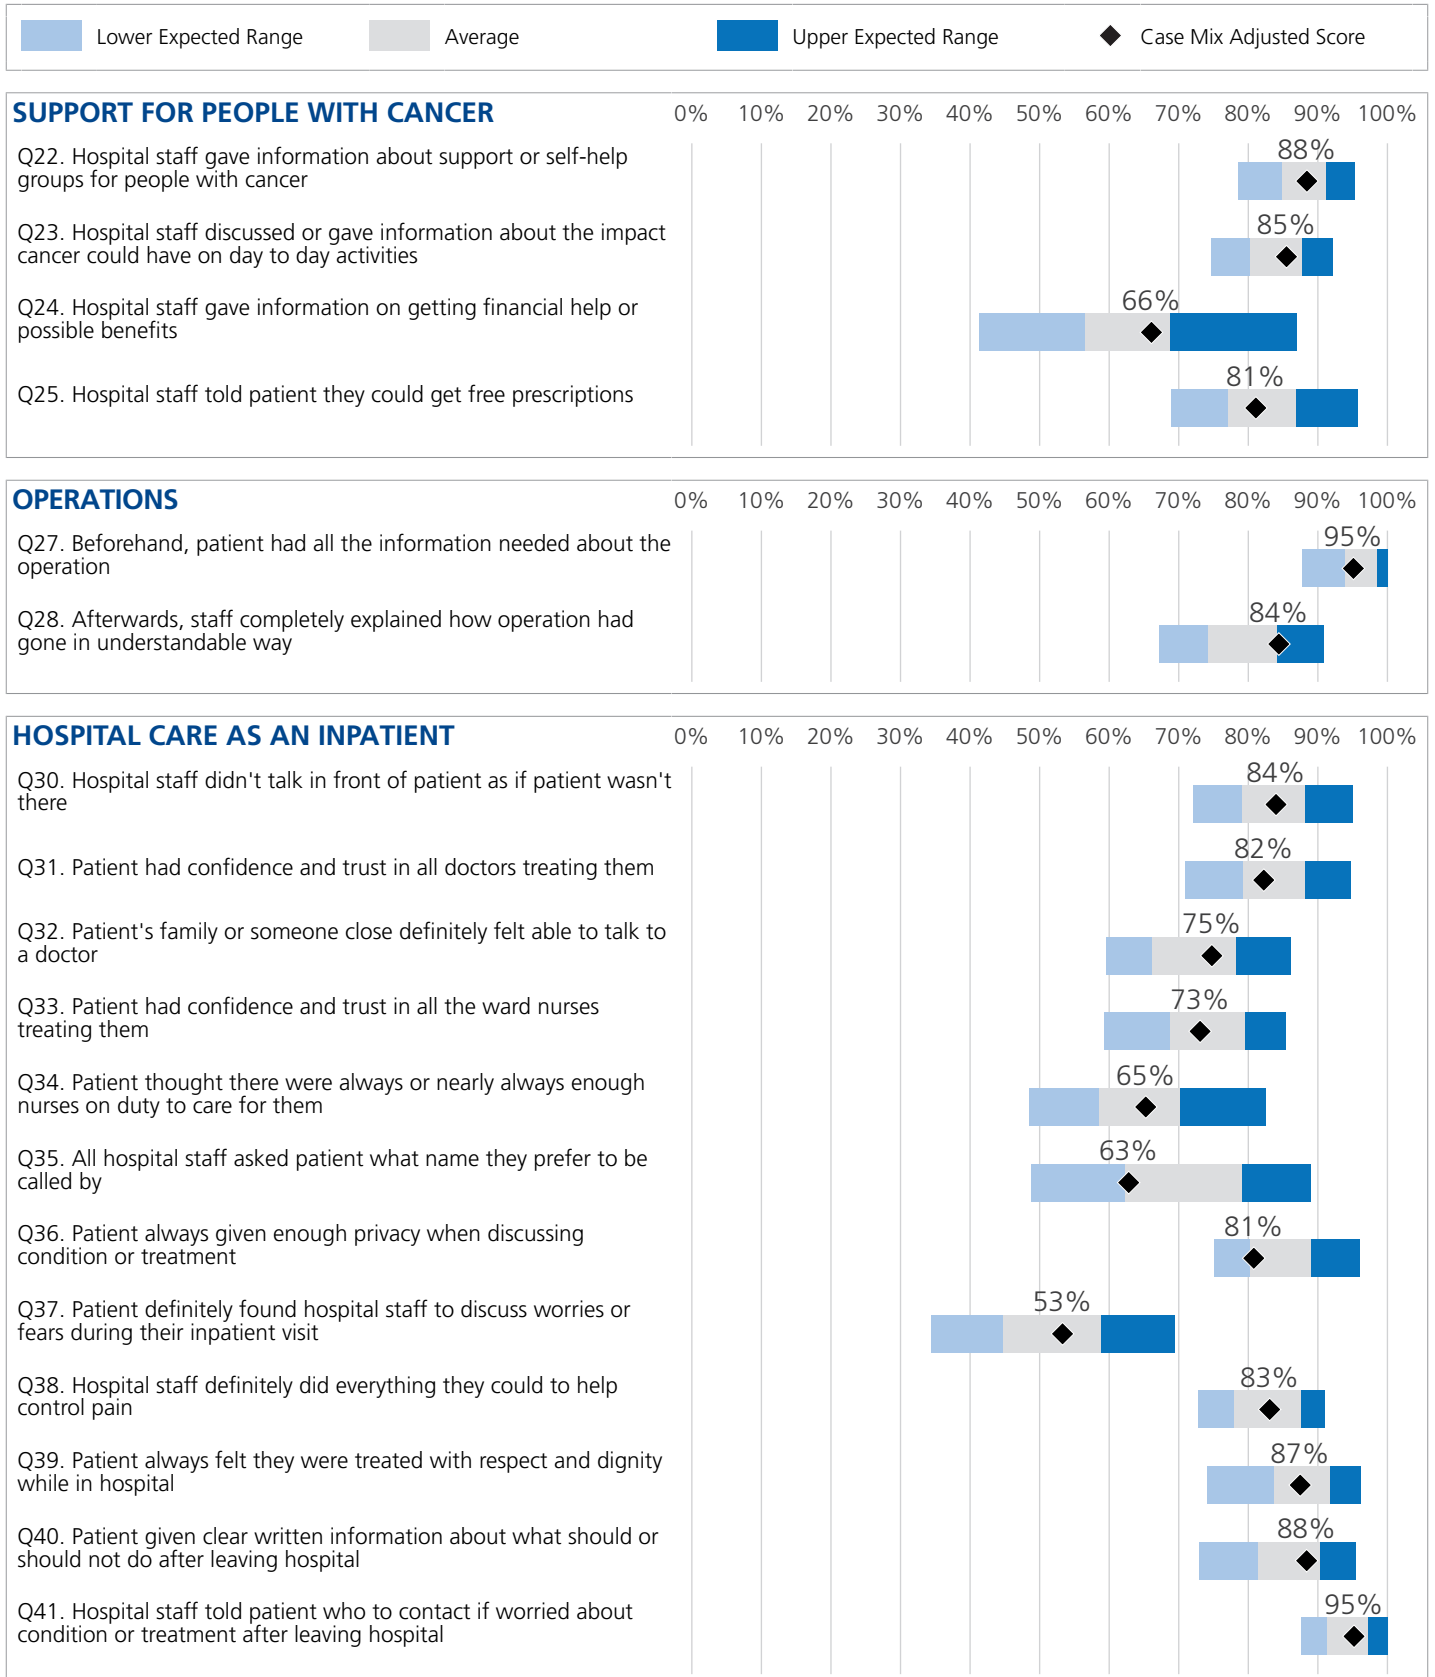 Lower Expected Range Average Upper Expected Range Case Mix Adjusted Score
SUPPORT FOR PEOPLE WITH CANCER 0% 10% 20% 30% 40% 50% 60% 70% 80% 90% 100%
Q22. Hospital staff gave information about support or self-help
groups for people with cancer
88%
Q23. Hospital staff discussed or gave information about the impact
cancer could have on day to day activities
85%
Q24. Hospital staff gave information on getting financial help or
possible benefits
66%
Q25. Hospital staff told patient they could get free prescriptions
81%
OPERATIONS 0% 10% 20% 30% 40% 50% 60% 70% 80% 90% 100%
Q27. Beforehand, patient had all the information needed about the
operation
95%
Q28. Afterwards, staff completely explained how operation had
gone in understandable way
84%
HOSPITAL CARE AS AN INPATIENT 0% 10% 20% 30% 40% 50% 60% 70% 80% 90% 100%
Q30. Hospital staff didn't talk in front of patient as if patient wasn't
there
84%
Q31. Patient had confidence and trust in all doctors treating them
82%
Q32. Patient's family or someone close definitely felt able to talk to
a doctor
75%
Q33. Patient had confidence and trust in all the ward nurses
treating them
73%
Q34. Patient thought there were always or nearly always enough
nurses on duty to care for them
65%
Q35. All hospital staff asked patient what name they prefer to be
called by
63%
Q36. Patient always given enough privacy when discussing
condition or treatment
81%
Q37. Patient definitely found hospital staff to discuss worries or
fears during their inpatient visit
53%
Q38. Hospital staff definitely did everything they could to help
control pain
83%
Q39. Patient always felt they were treated with respect and dignity
while in hospital
87%
Q40. Patient given clear written information about what should or
should not do after leaving hospital
88%
Q41. Hospital staff told patient who to contact if worried about
condition or treatment after leaving hospital
95%